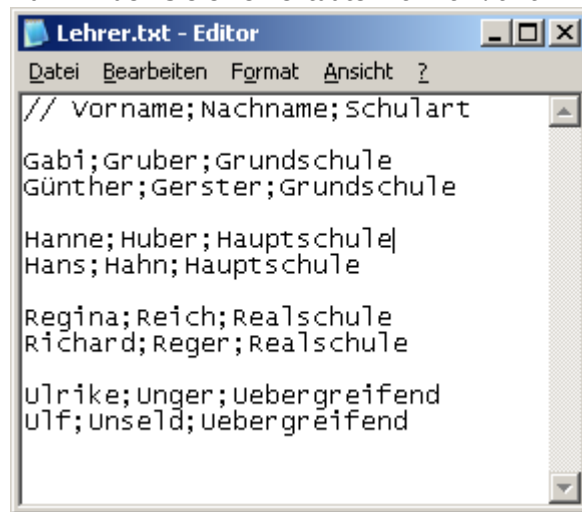 Lehrer.txt - Editor
Datei Bearbeiten Format Ansicht ?
// Vorname;Nachname;Schulart
Gabi;Gruber;Grundschule
Günther;Gerster;Grundschule
Hanne;Huber;Hauptschule
Hans;Hahn;Hauptschule
Regina;Reich;Realschule
Richard;Reger;Realschule
Ulrike;Unger;Uebergreifend
Ulf;Unseld;Uebergreifend